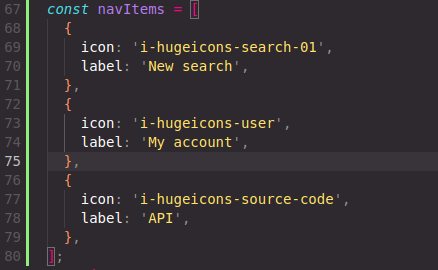 67 const navItems = [
68 {
69 icon: 'i-hugeicons-search-01',
70 label: 'New search',
71 },
72 {
73 icon: 'i-hugeicons-user',
74 label: 'My account',
75 },
76 {
77 icon: 'i-hugeicons-source-code',
78 label: 'API',
79 },
80 ];